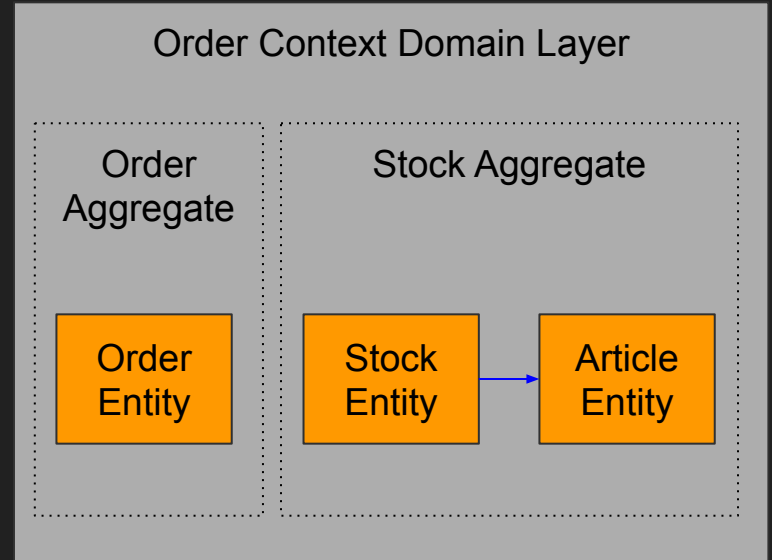 Order Context Domain Layer
Order
Aggregate
Stock Aggregate
Order
Entity
Stock
Entity
Article
Entity